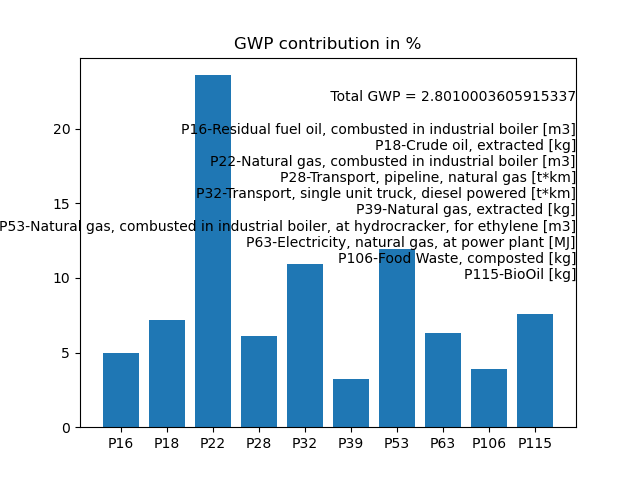 GWP contribution in %
Total GWP = 2.8010003605915337
P16-Residual fuel oil, combusted in industrial boiler [m3]
P18-Crude oil, extracted [kg]
P22-Natural gas, combusted in industrial boiler [m3]
P28-Transport, pipeline, natural gas [t*km]
P32-Transport, single unit truck, diesel powered [t*km]
P39-Natural gas, extracted [kg]
P53-Natural gas, combusted in industrial boiler, at hydrocracker, for ethylene [m3]
P63-Electricity, natural gas, at power plant [MJ]
P106-Food Waste, composted [kg]
P115-BioOil [kg]
20
15
10
5
0
P16 P18 P22 P28 P32 P39 P53 P63 P106 P115